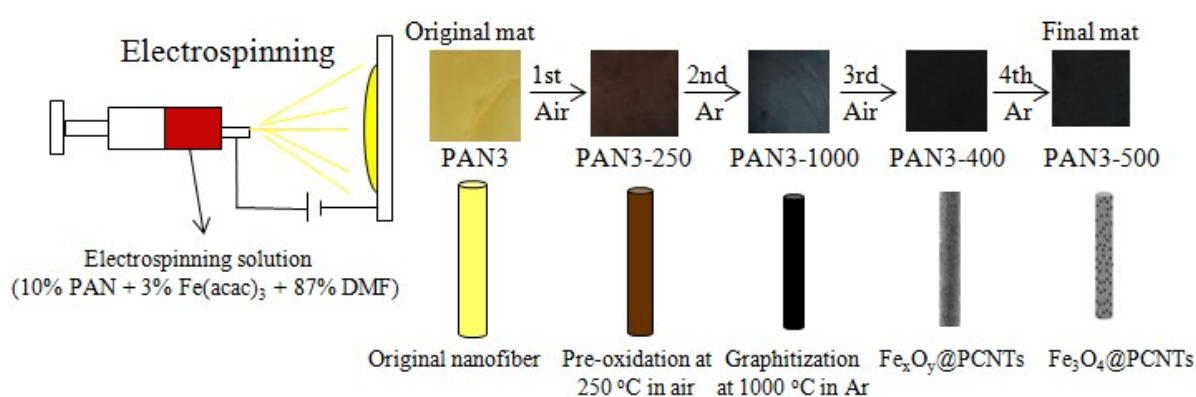 Electrospinning
Electrospinning solution
(10% PAN + 3% Fe(acac)₃ + 87% DMF)
Original mat
Final mat
1st
Air
2nd
Ar
3rd
Air
4th
Ar
PAN3
PAN3-250
PAN3-1000
PAN3-400
PAN3-500
Original nanofiber
Pre-oxidation at
250 °C in air
Graphitization
at 1000 °C in Ar
FeₓOᵧ@PCNTs
Fe₃O₄@PCNTs